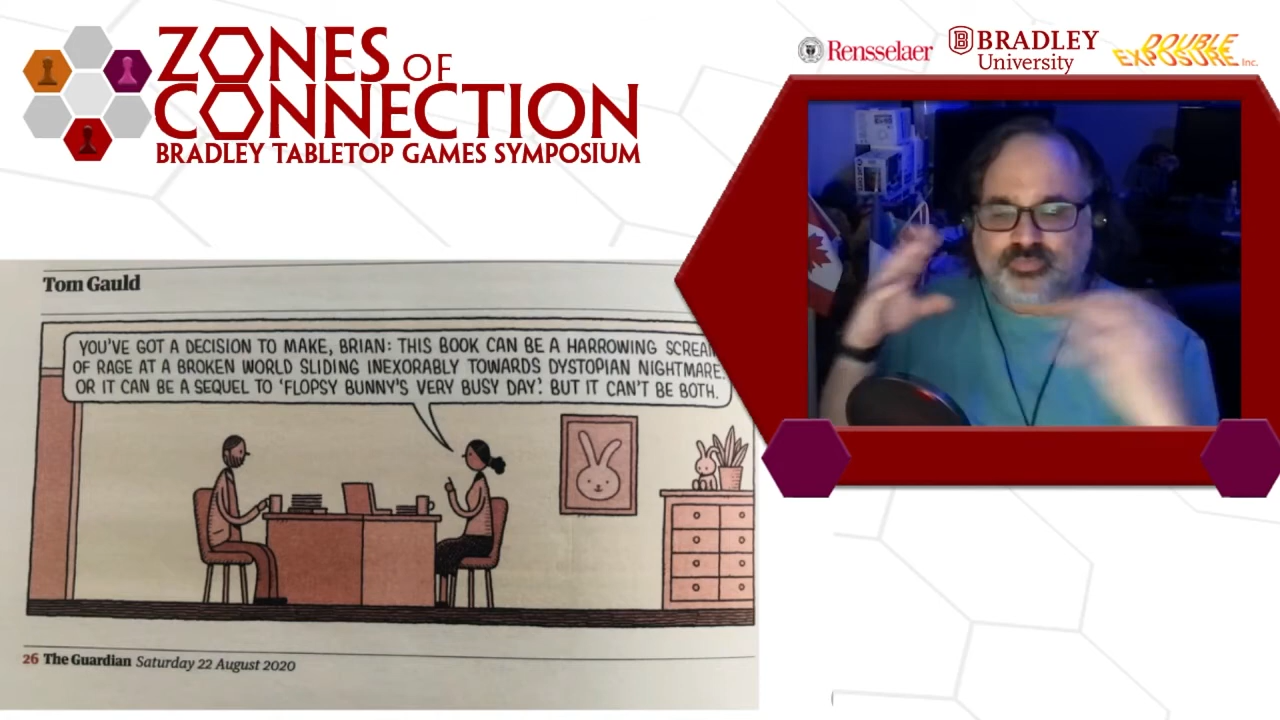 ZONES OF
CONNECTION
BRADLEY TABLETOP GAMES SYMPOSIUM
Rensselaer
BRADLEY
University
DOUBLE
EXPOSURE Inc.
Tom Gauld
YOU'VE GOT A DECISION TO MAKE, BRIAN: THIS BOOK CAN BE A HARROWING SCREAM
OF RAGE AT A BROKEN WORLD SLIDING INEXORABLY TOWARDS DYSTOPIAN NIGHTMARE.
OR IT CAN BE A SEQUEL TO 'FLOPSY BUNNY'S VERY BUSY DAY'. BUT IT CAN'T BE BOTH.
26 The Guardian Saturday 22 August 2020